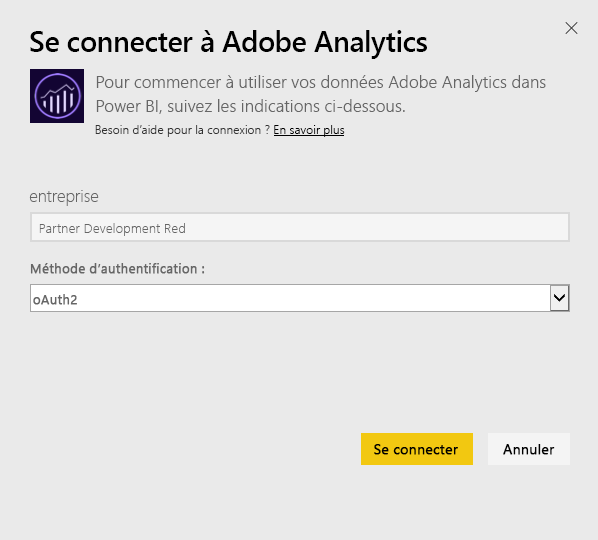 Se connecter à Adobe Analytics
Pour commencer à utiliser vos données Adobe Analytics dans
Power BI, suivez les indications ci-dessous.
Besoin d'aide pour la connexion ? En savoir plus
entreprise
Partner Development Red
Méthode d'authentification :
oAuth2
Se connecter
Annuler